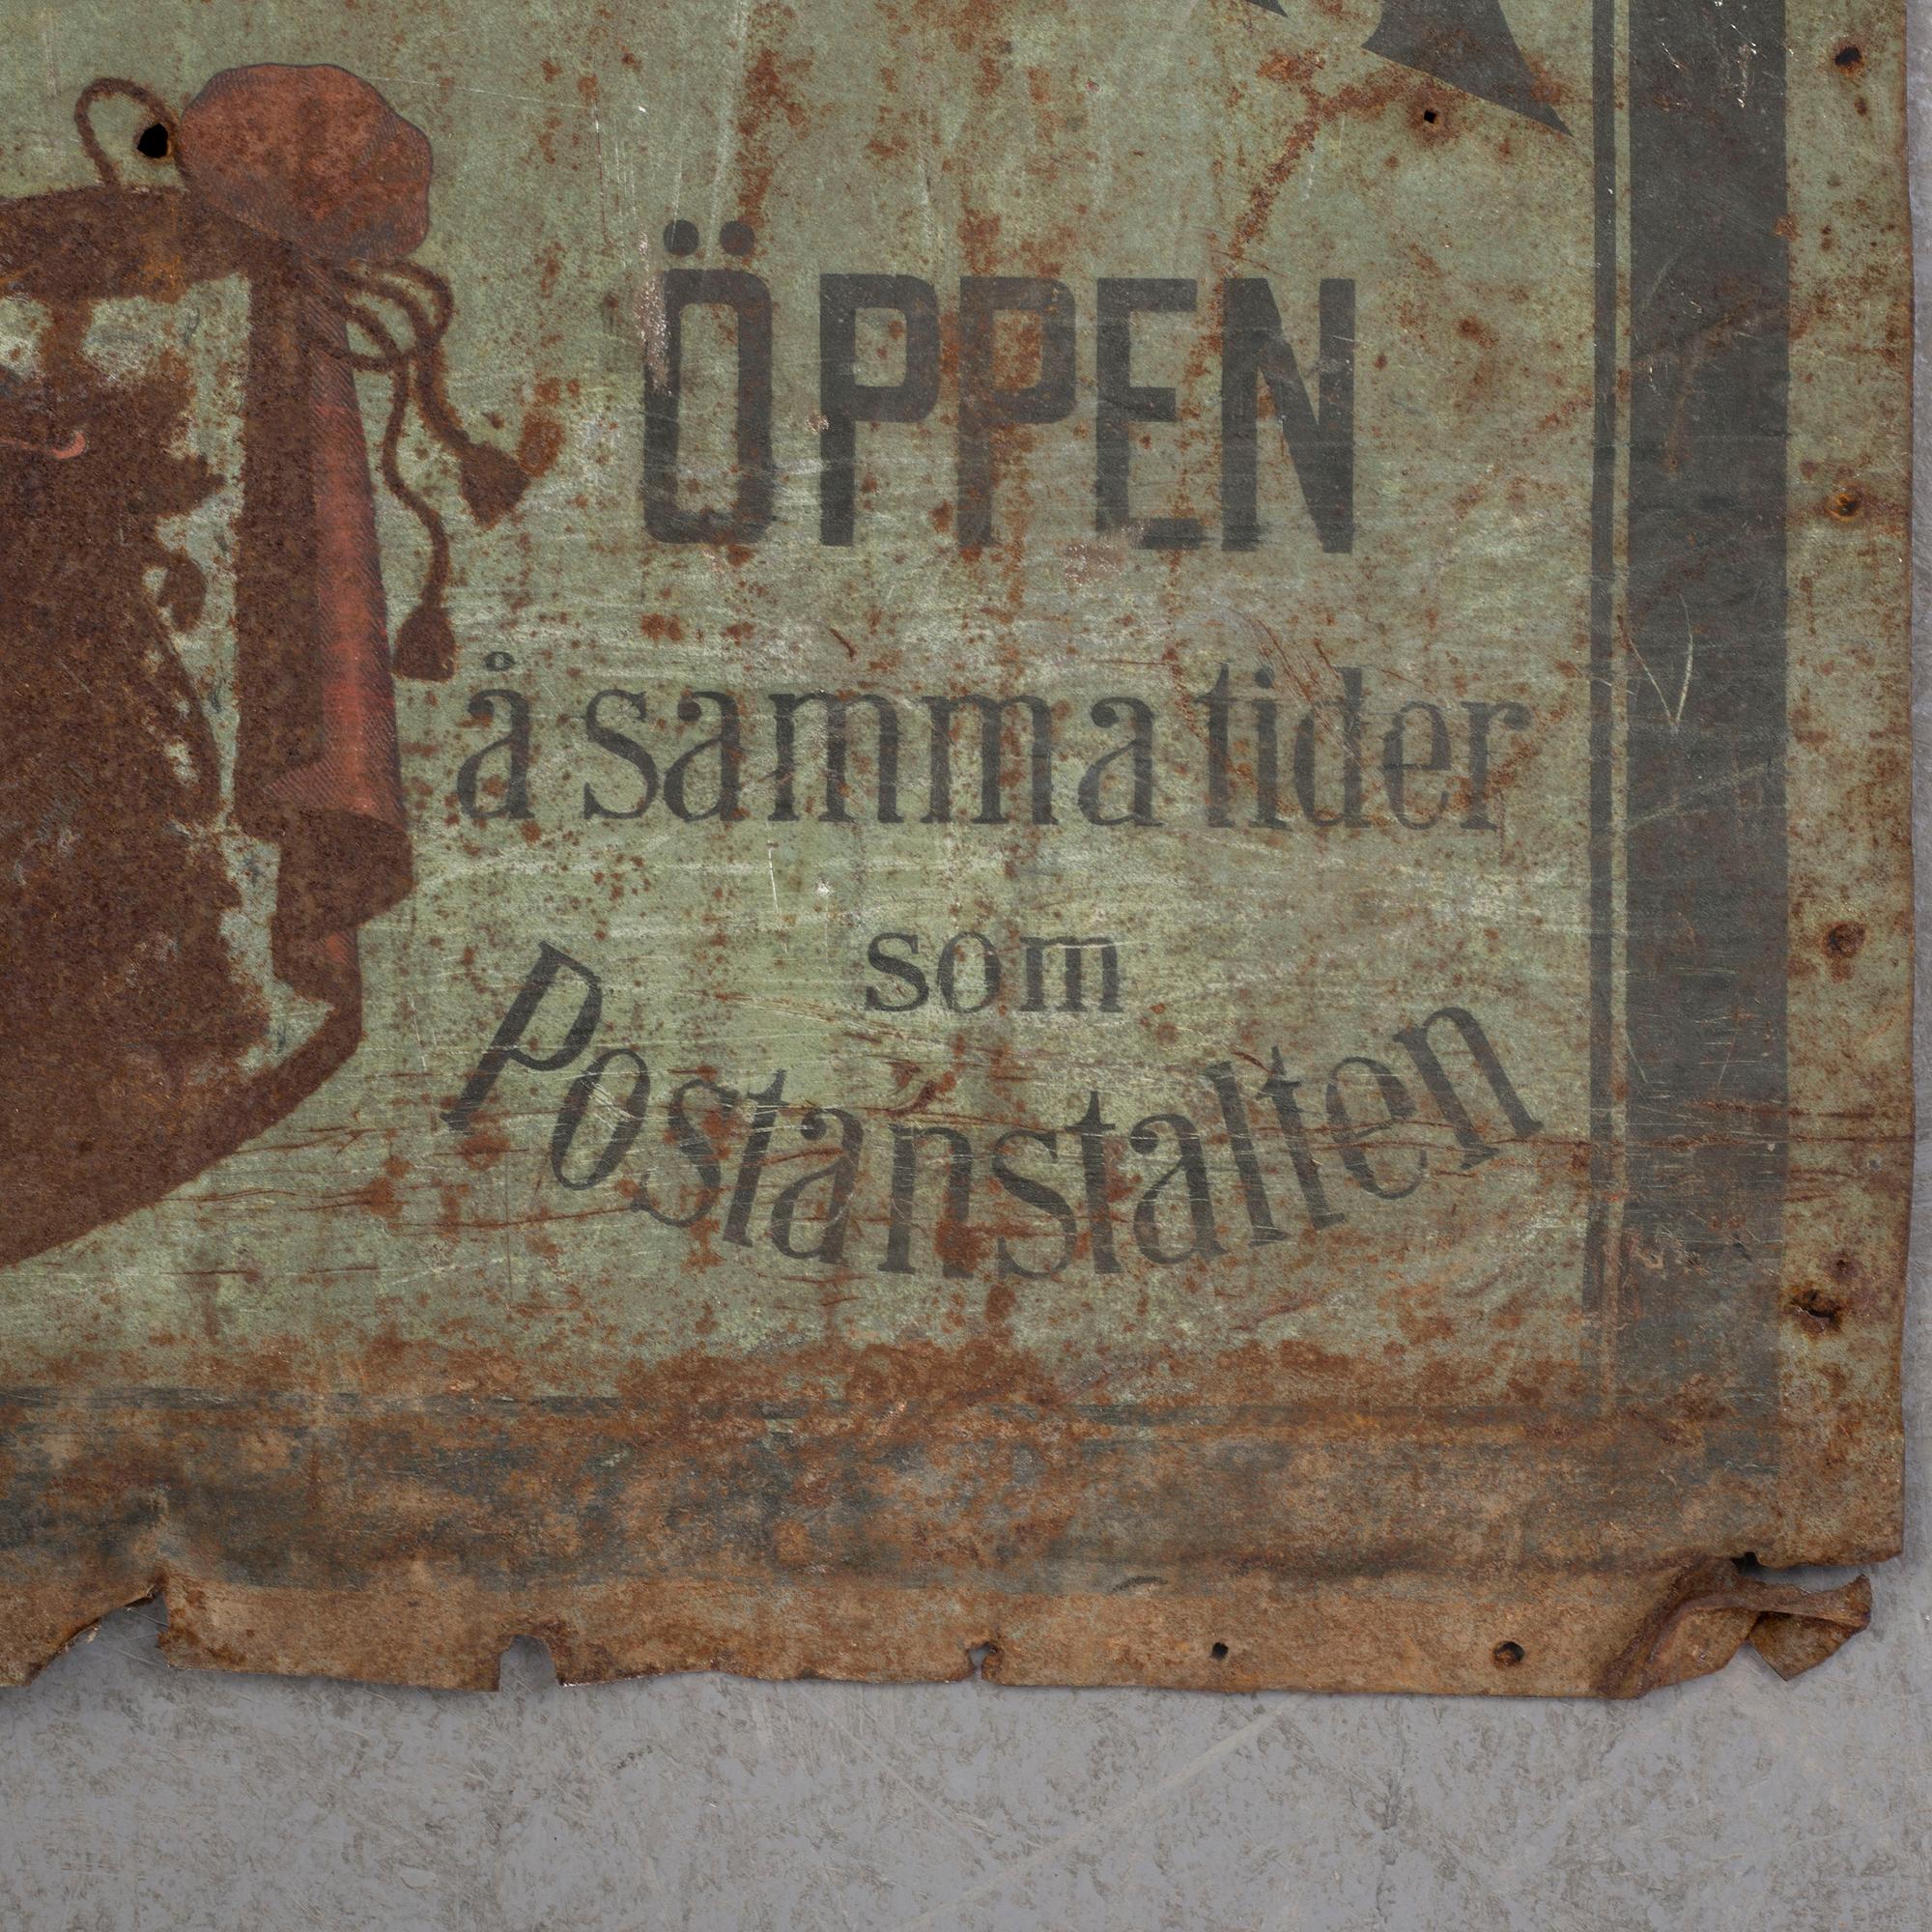 ÖPPEN
å samma tider
som
Postanstalten